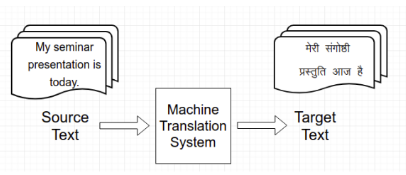 My seminar
presentation is
today.
मेरी संगोष्ठी
प्रस्तुति आज है
Source
Text
Machine
Translation
System
Target
Text